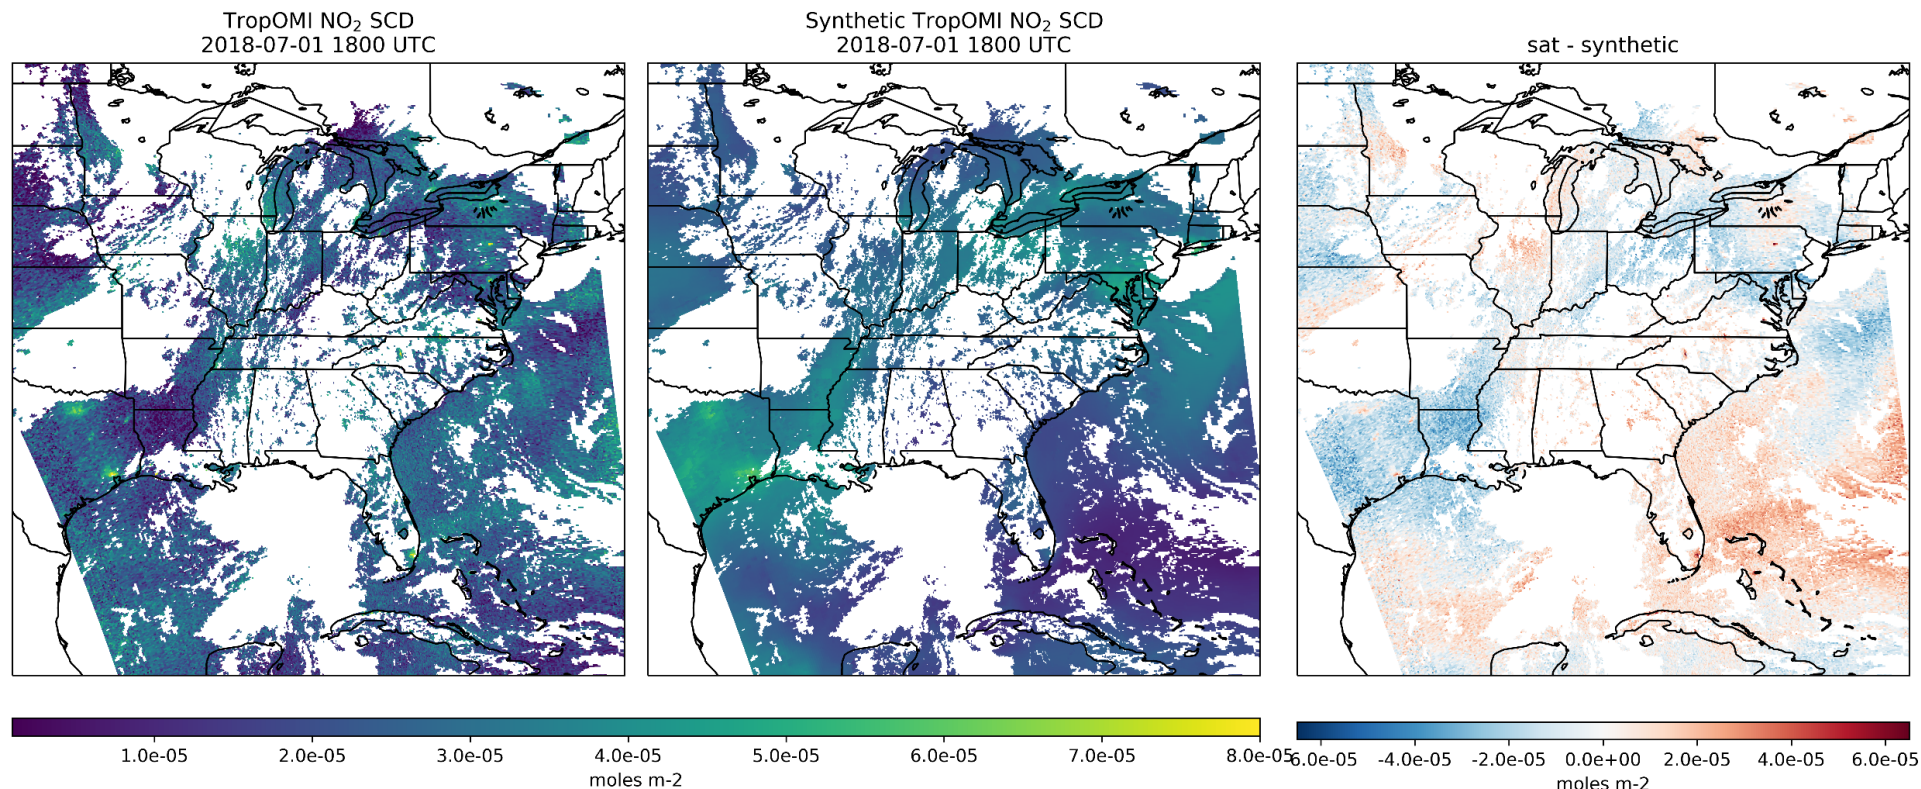 TropOMI NO₂ SCD
2018-07-01 1800 UTC
Synthetic TropOMI NO₂ SCD
2018-07-01 1800 UTC
sat - synthetic
1.0e-05 2.0e-05 3.0e-05 4.0e-05 5.0e-05 6.0e-05 7.0e-05 8.0e-05
moles m-2
-6.0e-05 -4.0e-05 -2.0e-05 0.0e+00 2.0e-05 4.0e-05 6.0e-05
moles m-2